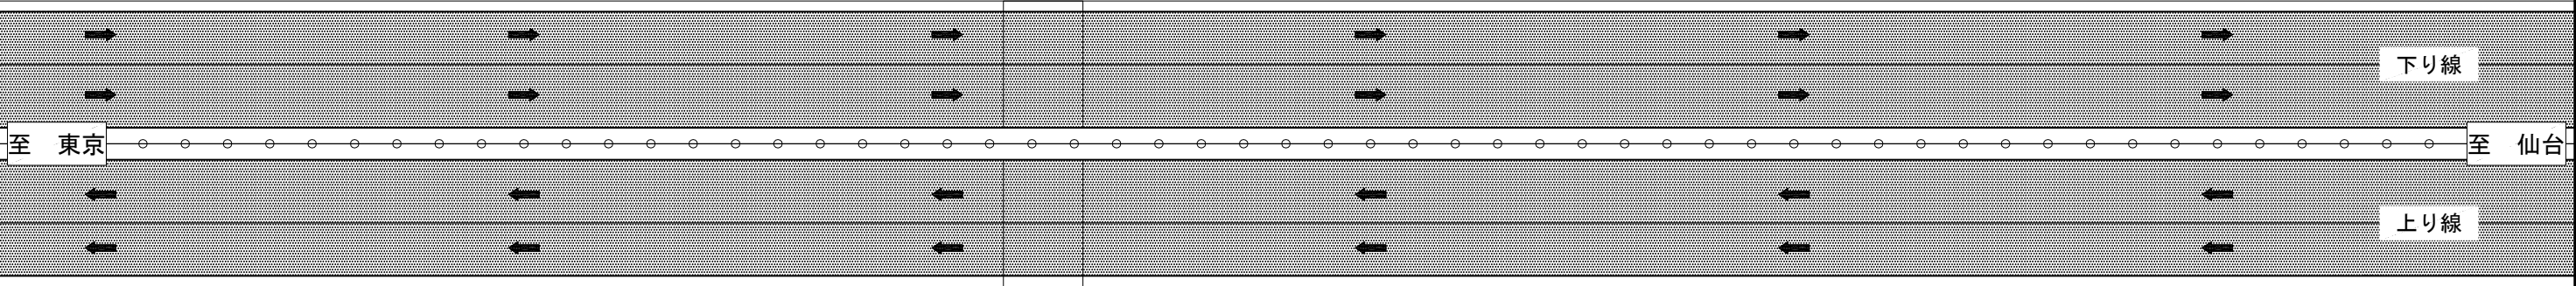 下り線
至　東京
至　仙台
上り線